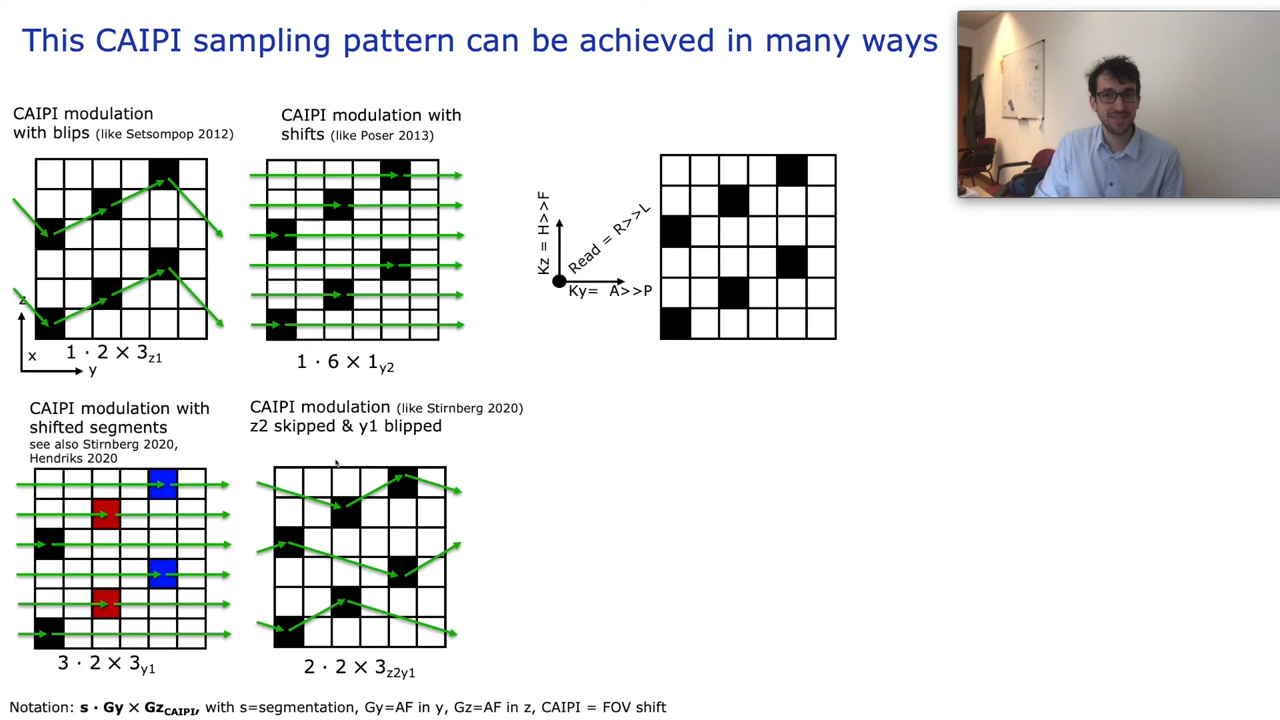 This CAIPI sampling pattern can be achieved in many ways
CAIPI modulation
with blips (like Setsompop 2012)
z
x
y
1 · 2 × 3z1
CAIPI modulation with
shifts (like Poser 2013)
1 · 6 × 1y2
Kz = H>>F
Read = R>>L
Ky= A>>P
CAIPI modulation with
shifted segments
see also Stirnberg 2020,
Hendriks 2020
3 · 2 × 3y1
CAIPI modulation (like Stirnberg 2020)
z2 skipped & y1 blipped
2 · 2 × 3z2y1
Notation: s · Gy × GzCAIPI, with s=segmentation, Gy=AF in y, Gz=AF in z, CAIPI = FOV shift